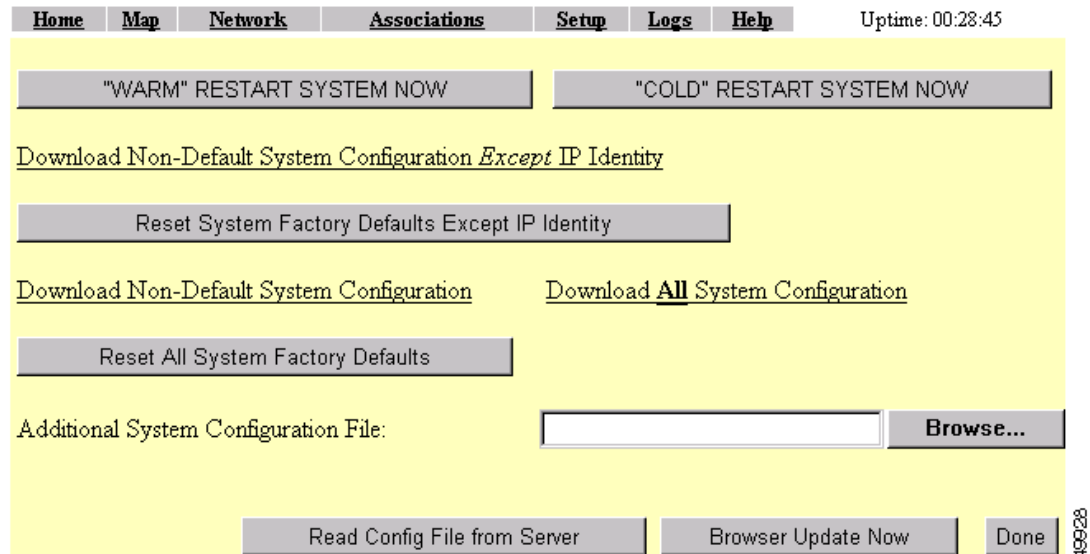 Home Map Network Associations Setup Logs Help Uptime: 00:28:45
"WARM" RESTART SYSTEM NOW "COLD" RESTART SYSTEM NOW
Download Non-Default System Configuration Except IP Identity
Reset System Factory Defaults Except IP Identity
Download Non-Default System Configuration Download All System Configuration
Reset All System Factory Defaults
Additional System Configuration File: Browse...
Read Config File from Server Browser Update Now Done